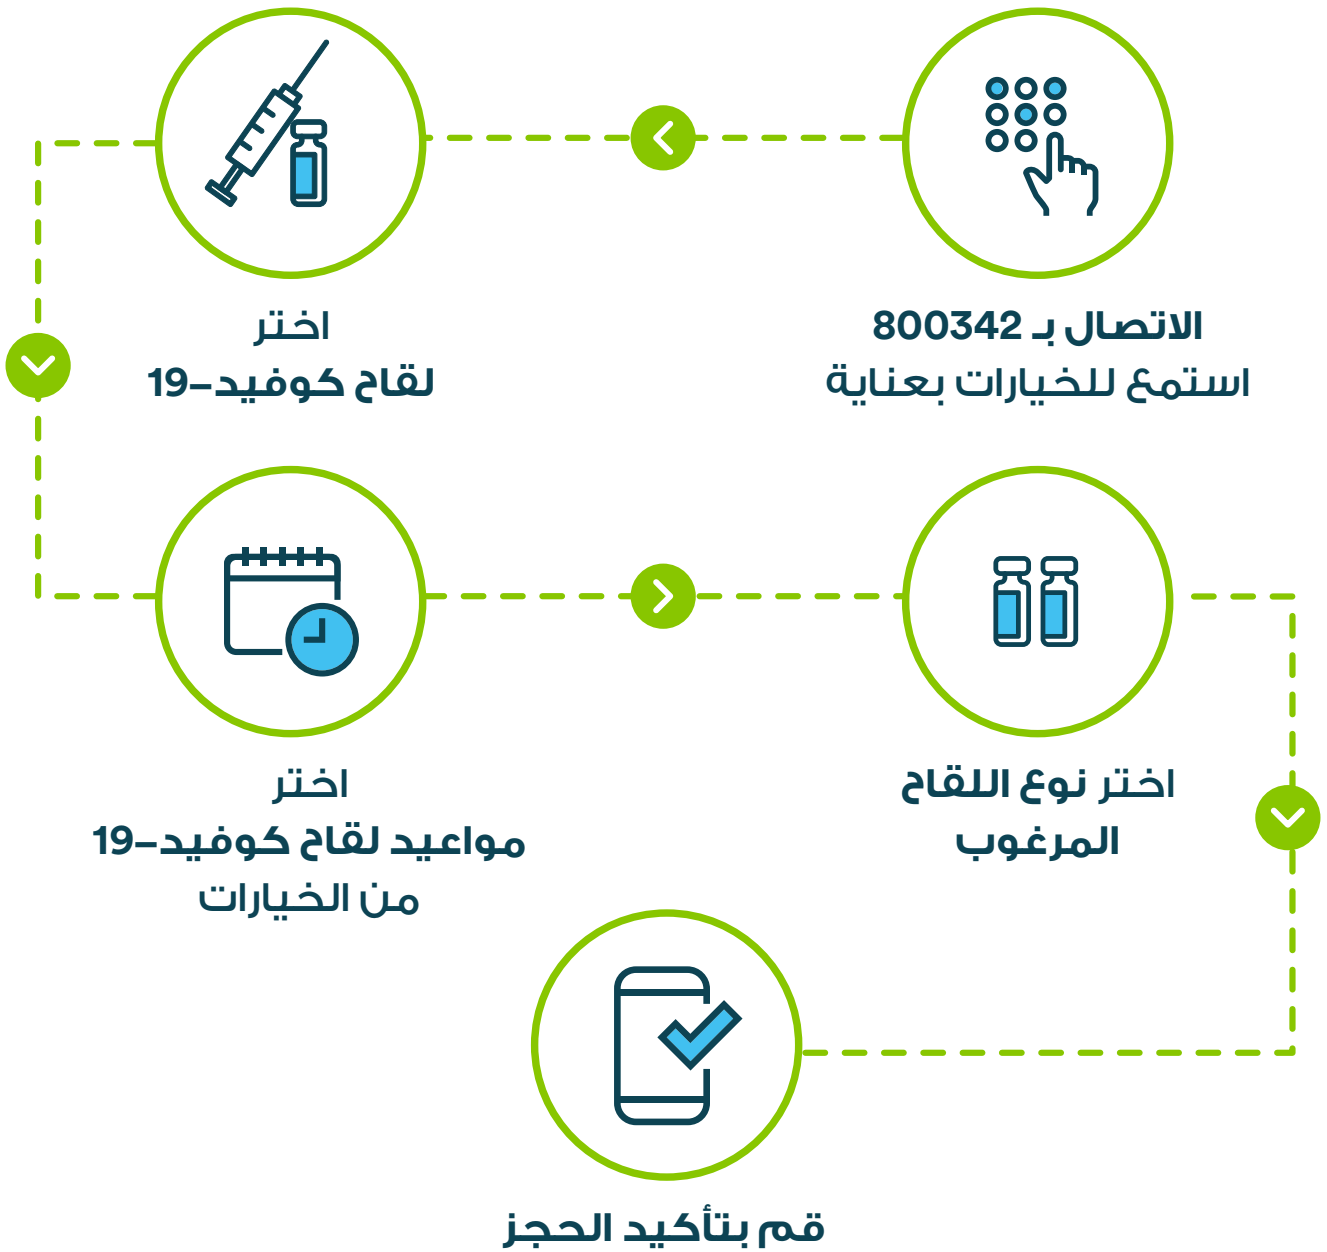 الاتصال بـ 800342
استمع للخيارات بعناية
اختر
لقاح كوفيد–19
اختر
مواعيد لقاح كوفيد–19
من الخيارات
اختر نوع اللقاح
المرغوب
قم بتأكيد الحجز